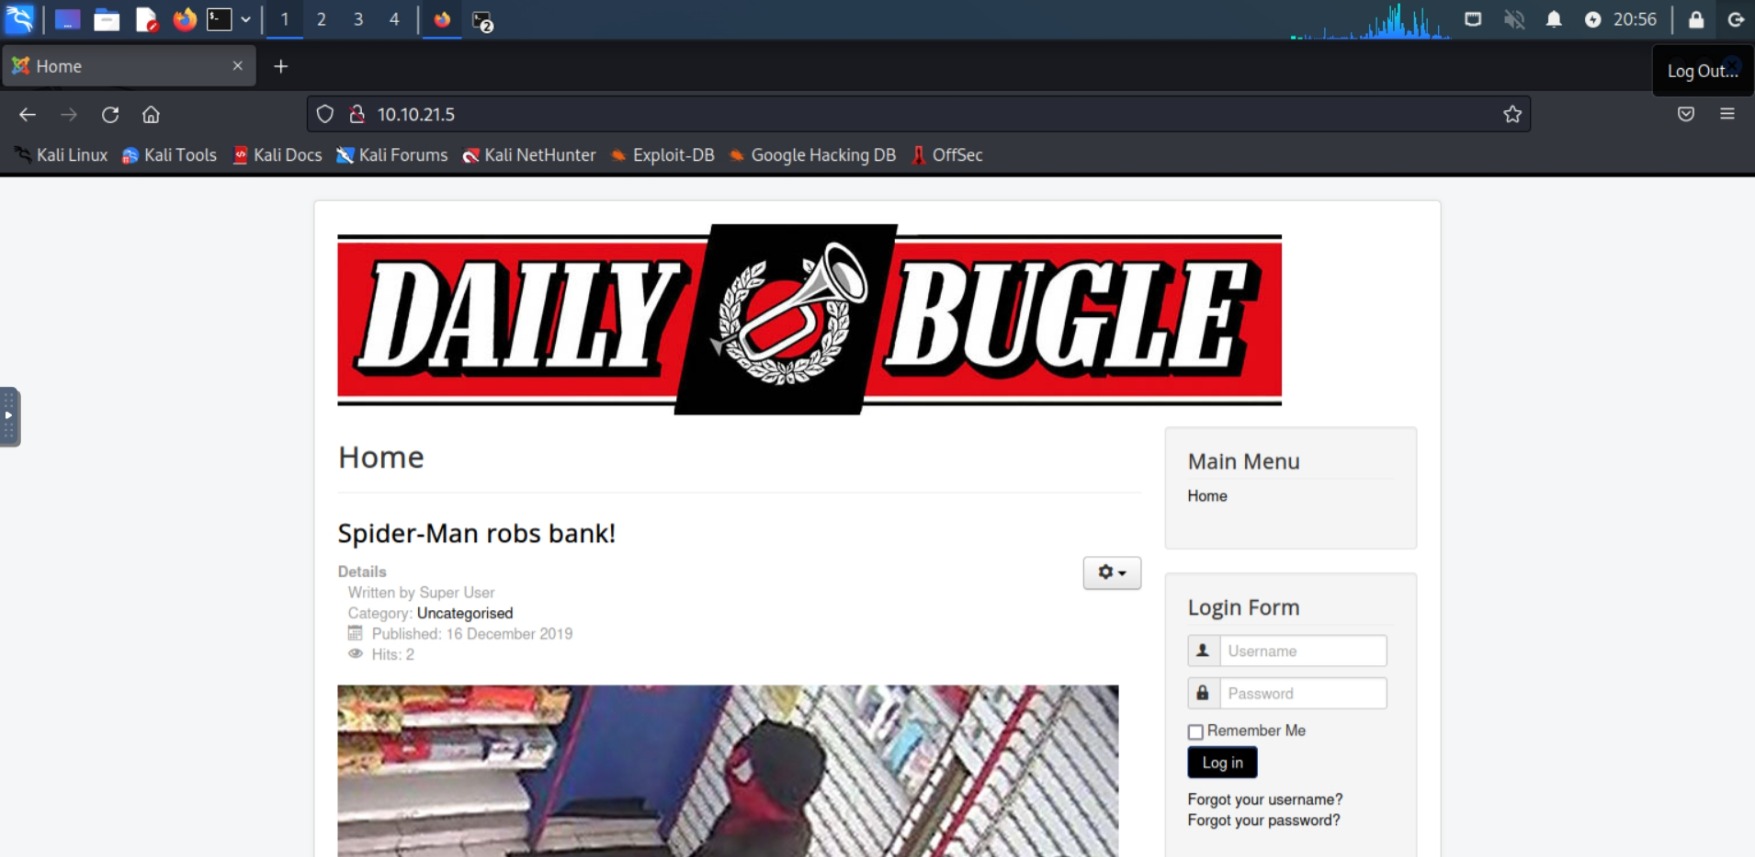 1 2 3 4 2 20:56
Home
Log Out...
10.10.21.5
Kali Linux Kali Tools Kali Docs Kali Forums Kali NetHunter Exploit-DB Google Hacking DB OffSec
DAILY BUGLE
Home
Spider-Man robs bank!
Details
Written by Super User
Category: Uncategorised
Published: 16 December 2019
Hits: 2
Main Menu
Home
Login Form
Username
Password
Remember Me
Log in
Forgot your username?
Forgot your password?